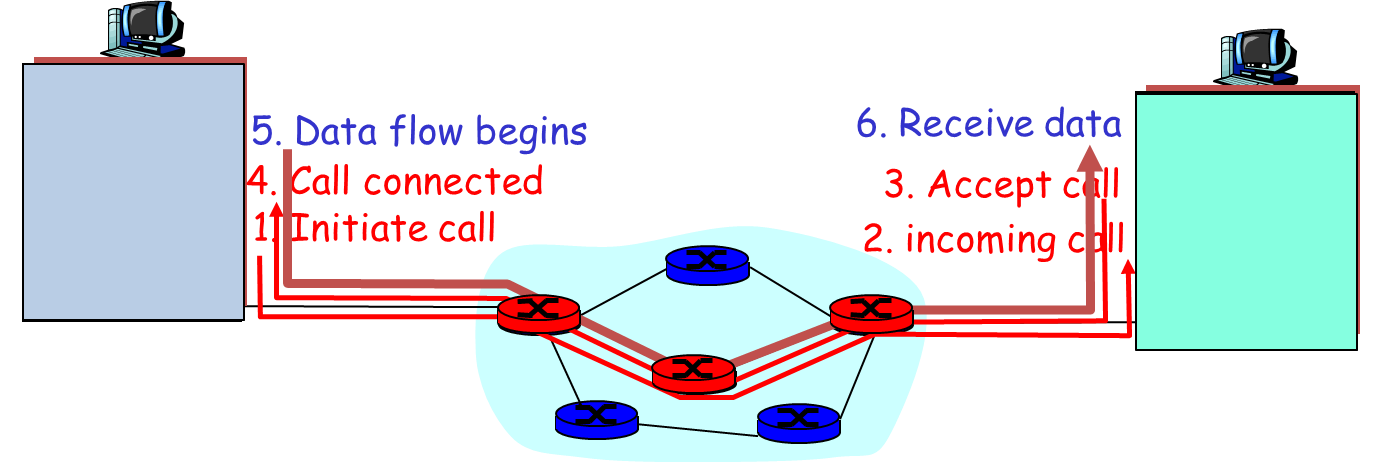 5. Data flow begins
4. Call connected
1. Initiate call
6. Receive data
3. Accept call
2. incoming call